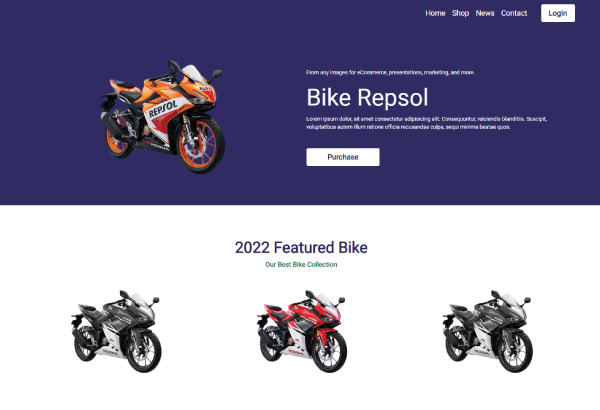 Home Shop News Contact Login
From any images for eCommerce, presentations, marketing, and more.
Bike Repsol
Lorem ipsum dolor, sit amet consectetur adipisicing elit. Consequuntur, reiciendis blanditiis. Suscipit,
voluptatibus autem illum ratione officia recusandae culpa, sequi minima beatae quos.
REPSOL
Purchase
2022 Featured Bike
Our Best Bike Collection